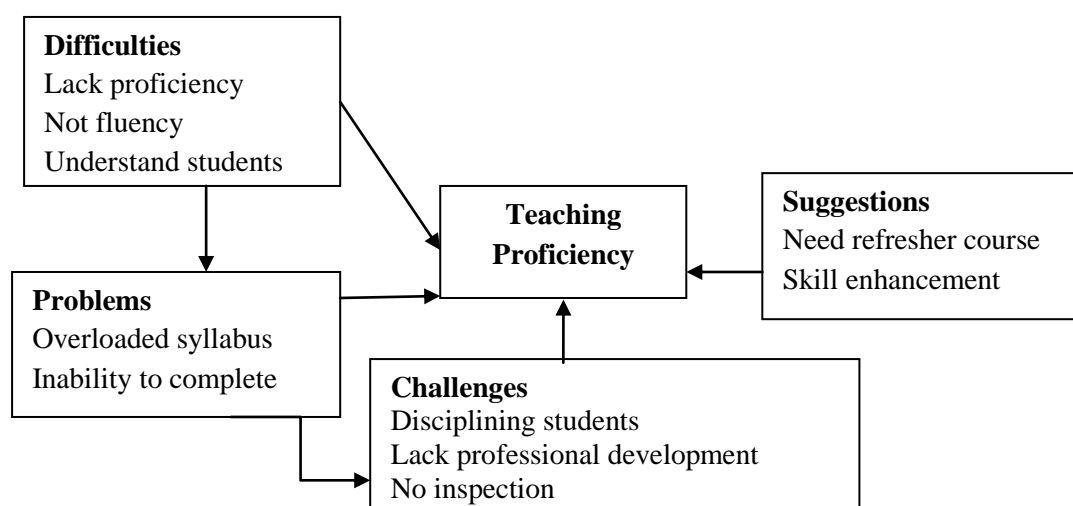 Difficulties
Lack proficiency
Not fluency
Understand students
Teaching
Proficiency
Suggestions
Need refresher course
Skill enhancement
Problems
Overloaded syllabus
Inability to complete
Challenges
Disciplining students
Lack professional development
No inspection